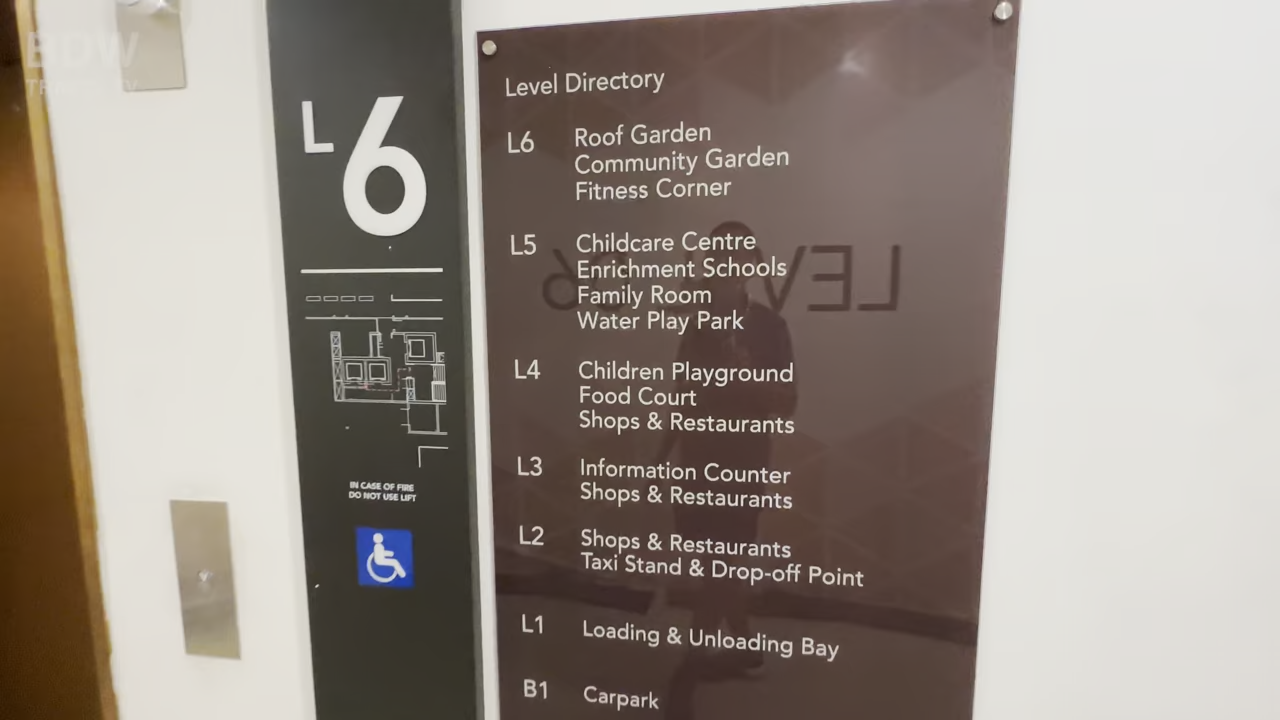 BDW
L6
IN CASE OF FIRE
DO NOT USE LIFT
Level Directory
L6 Roof Garden
Community Garden
Fitness Corner
L5 Childcare Centre
Enrichment Schools
Family Room
Water Play Park
L4 Children Playground
Food Court
Shops & Restaurants
L3 Information Counter
Shops & Restaurants
L2 Shops & Restaurants
Taxi Stand & Drop-off Point
L1 Loading & Unloading Bay
B1 Carpark